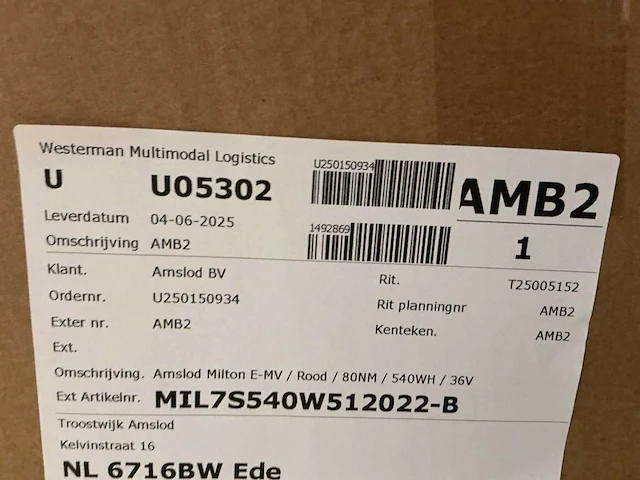 Westerman Multimodal Logistics
U U05302
U250150934
AMB2
Leverdatum 04-06-2025
1492869
1
Omschrijving AMB2
Klant. Amslod BV
Rit. T25005152
Ordernr. U250150934
Rit planningnr AMB2
Exter nr. AMB2
Kenteken. AMB2
Ext.
Omschrijving. Amslod Milton E-MV / Rood / 80NM / 540WH / 36V
Ext Artikelnr. MIL7S540W512022-B
Troostwijk Amslod
Kelvinstraat 16
NL 6716BW Ede